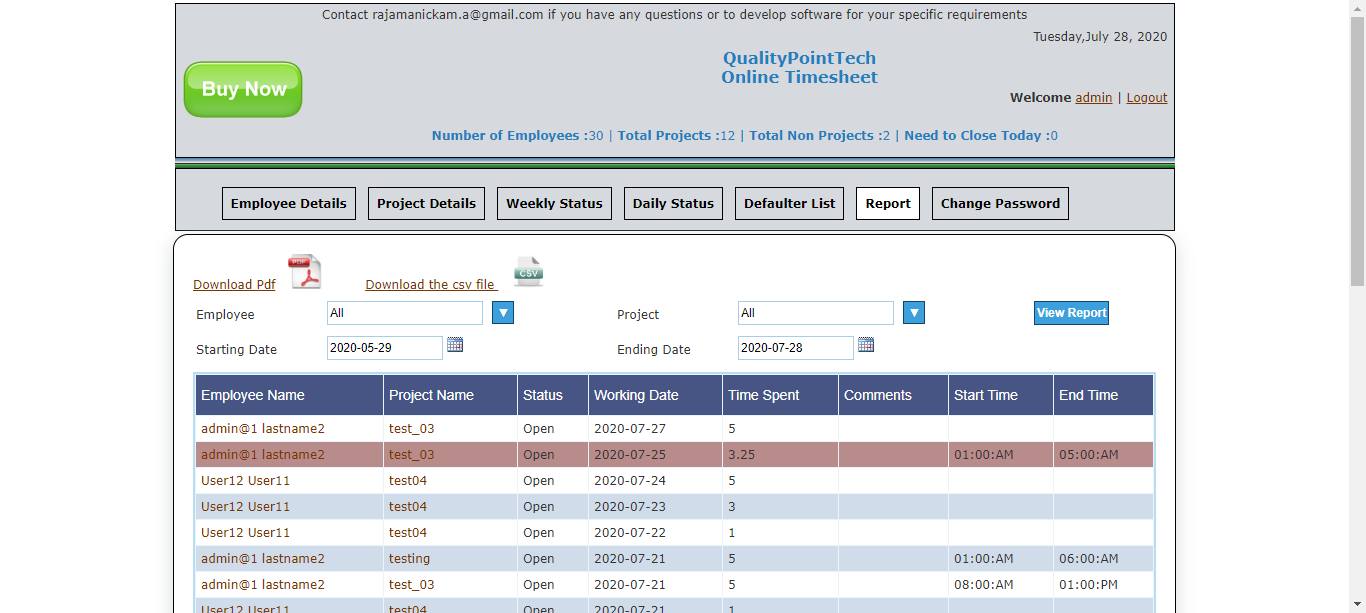 Contact rajamanickam.a@gmail.com if you have any questions or to develop software for your specific requirements
Tuesday,July 28, 2020
QualityPointTech
Online Timesheet
Buy Now
Welcome admin | Logout
Number of Employees :30 | Total Projects :12 | Total Non Projects :2 | Need to Close Today :0
Employee Details Project Details Weekly Status Daily Status Defaulter List Report Change Password
Download Pdf PDF Download the csv file CSV
Employee All Project All View Report
Starting Date 2020-05-29 Ending Date 2020-07-28
Employee Name Project Name Status Working Date Time Spent Comments Start Time End Time
admin@1 lastname2 test_03 Open 2020-07-27 5
admin@1 lastname2 test_03 Open 2020-07-25 3.25 01:00:AM 05:00:AM
User12 User11 test04 Open 2020-07-24 5
User12 User11 test04 Open 2020-07-23 3
User12 User11 test04 Open 2020-07-22 1
admin@1 lastname2 testing Open 2020-07-21 5 01:00:AM 06:00:AM
admin@1 lastname2 test_03 Open 2020-07-21 5 08:00:AM 01:00:PM
User12 User11 test04 Open 2020-07-21 1